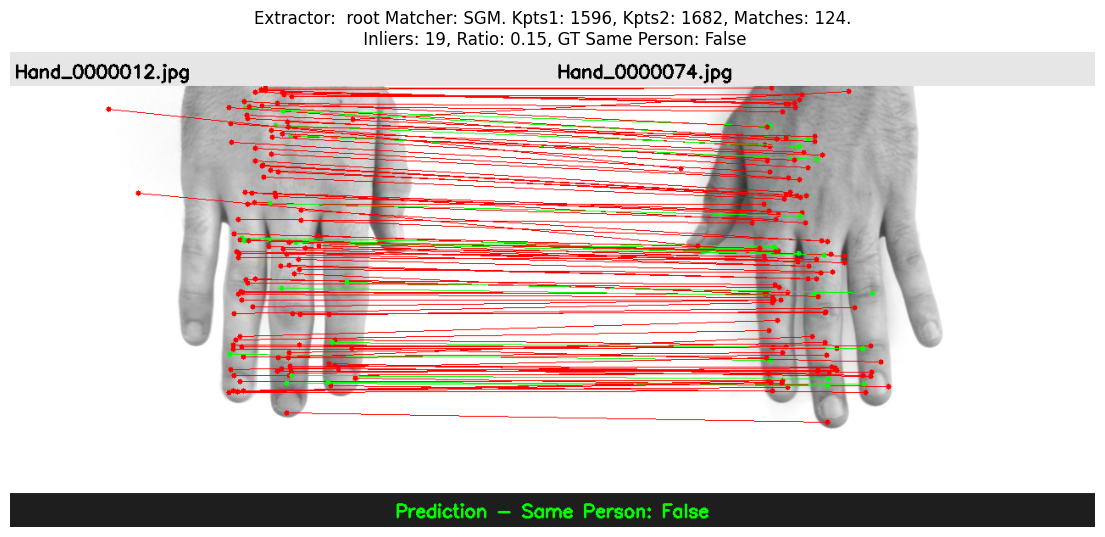 Extractor:  root Matcher: SGM. Kpts1: 1596, Kpts2: 1682, Matches: 124.
Inliers: 19, Ratio: 0.15, GT Same Person: False
Hand_0000012.jpg
Hand_0000074.jpg
Prediction - Same Person: False